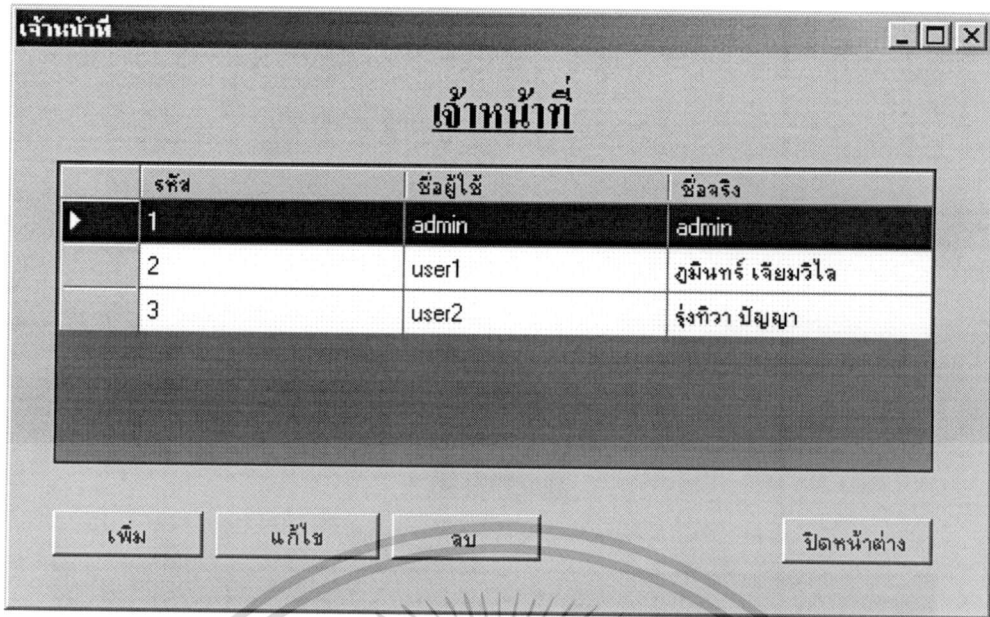 เจ้าหน้าที่
เจ้าหน้าที่
รหัส ชื่อผู้ใช้ ชื่อจริง
1 admin admin
2 user1 ภูมินทร์ เจียมวิไล
3 user2 รุ่งทิวา ปัญญา
เพิ่ม แก้ไข ลบ ปิดหน้าต่าง